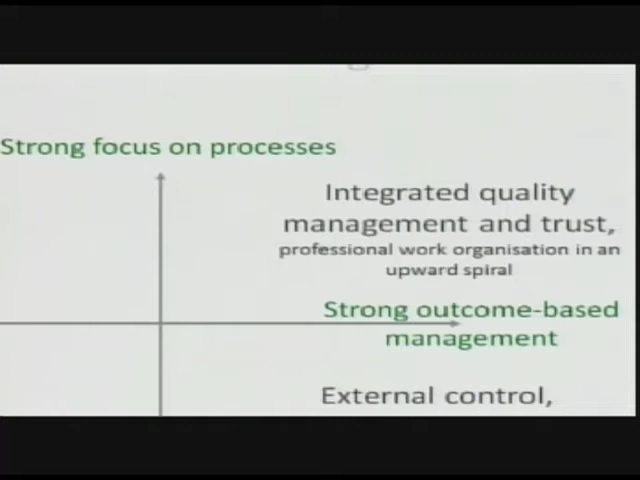 Strong focus on processes
Integrated quality
management and trust,
professional work organisation in an
upward spiral
Strong outcome-based
management
External control,